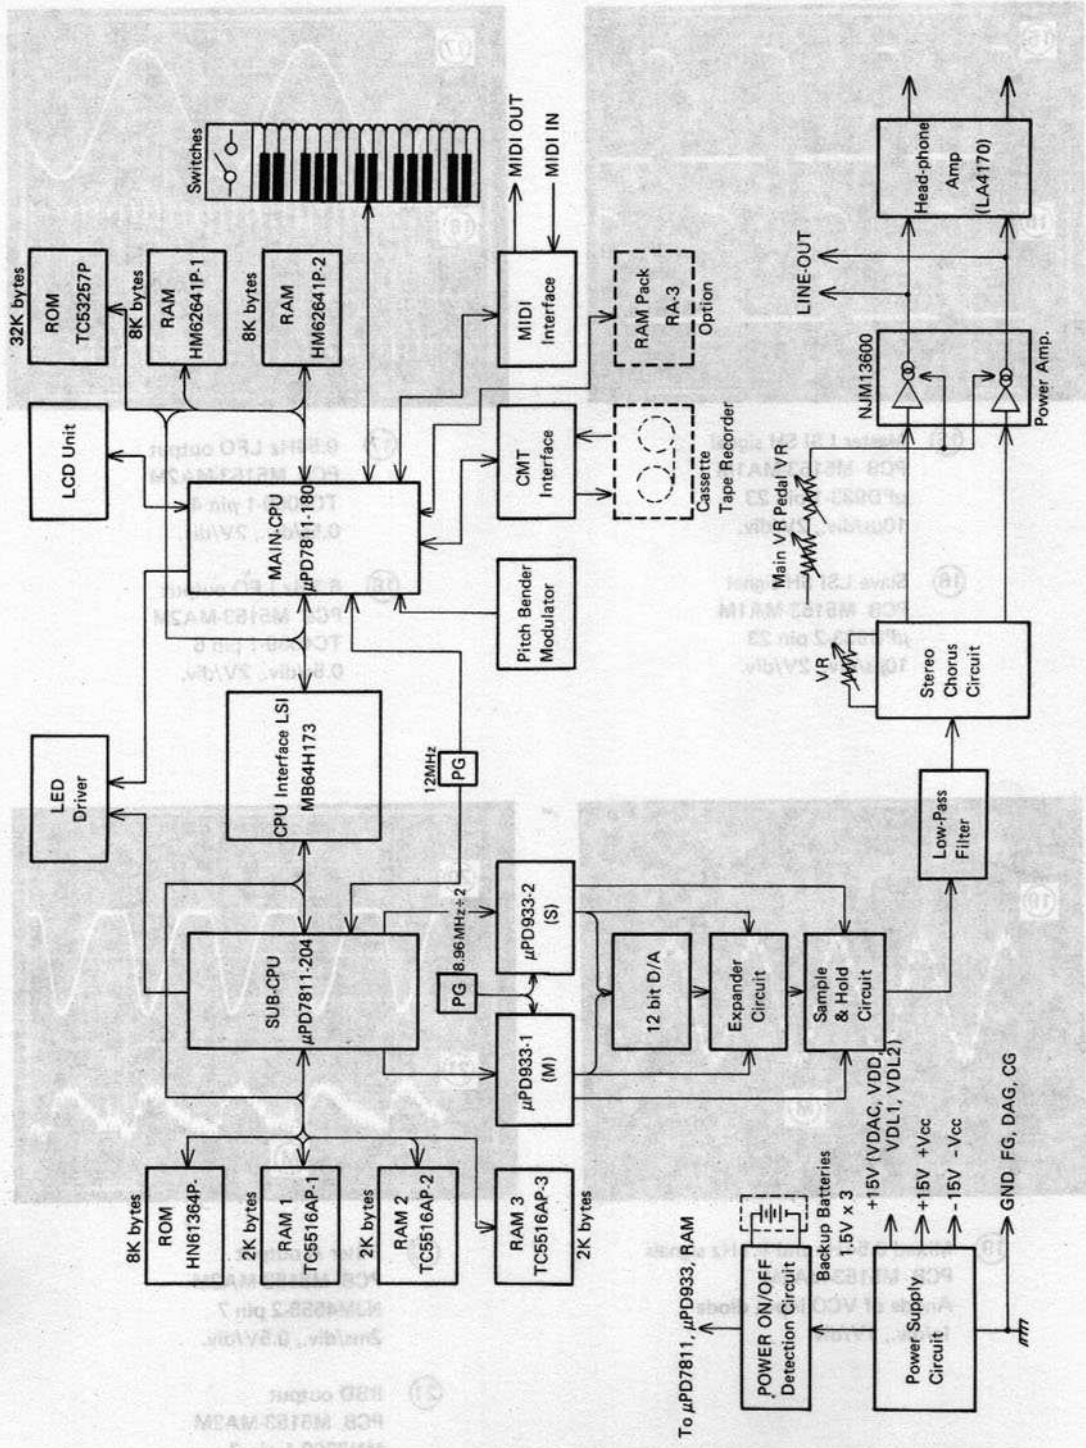 32K bytes
ROM
TC53257P
8K bytes
RAM
HM62641P-1
8K bytes
RAM
HM62641P-2
Switches
MIDI OUT
MIDI IN
MIDI
Interface
RAM Pack
RA-3
Option
LCD Unit
MAIN-CPU
µPD7811-180
CMT
Interface
Cassette
Tape Recorder
Pitch Bender
Modulator
LED
Driver
CPU Interface LSI
MB64H173
12MHz
PG
SUB-CPU
µPD7811-204
PG
8.96MHz÷2
µPD933-2
(S)
µPD933-1
(M)
12 bit D/A
Expander
Circuit
Sample
& Hold
Circuit
8K bytes
ROM
HN61364P-
2K bytes
RAM 1
TC5516AP-1
2K bytes
RAM 2
TC5516AP-2
RAM 3
TC5516AP-3
2K bytes
Low-Pass
Filter
VR
Stereo
Chorus
Circuit
Main VR
Pedal VR
NJM13600
Power Amp.
LINE-OUT
Head-phone
Amp
(LA4170)
To µPD7811, µPD933, RAM
POWER ON/OFF
Detection Circuit
Backup Batteries
1.5V x 3
Power Supply
Circuit
+15V (VDAC, VDD,
VDL1, VDL2)
+15V +Vcc
-15V -Vcc
GND FG, DAG, CG